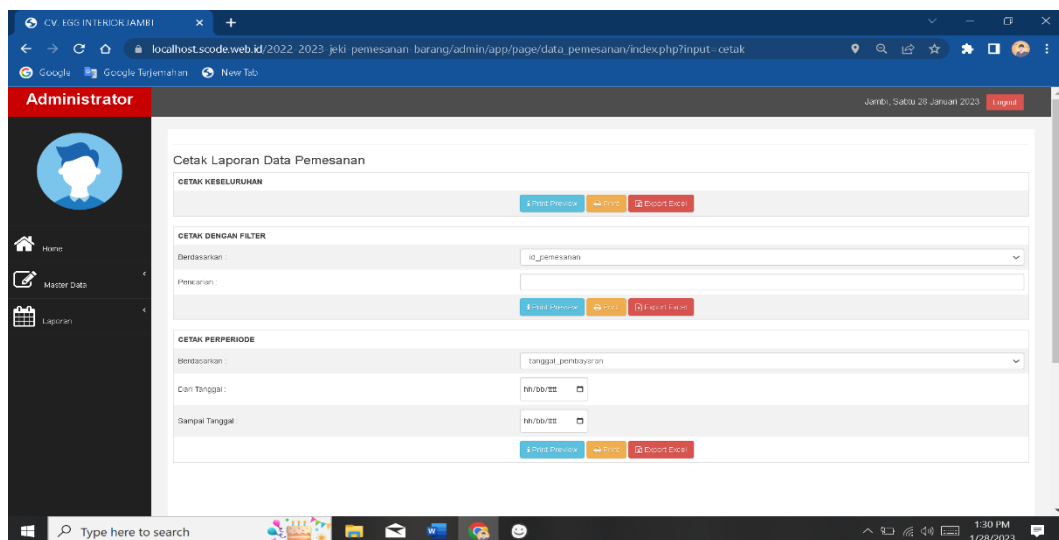 CV. EGG INTERIOR JAMBI
localhost.scode.web.id/2022-2023-jeki-pemesanan-barang/admin/app/page/data_pemesanan/index.php?input=cetak
Google Google Terjemahan New Tab
Administrator
Jambi, Sabtu 28 Januari 2023 Logout
Cetak Laporan Data Pemesanan
CETAK KESELURUHAN
Print Preview Print Export Excel
Home
CETAK DENGAN FILTER
Berdasarkan : id_pemesanan
Master Data
Pencarian :
Print Preview Print Export Excel
Laporan
CETAK PERPERIODE
Berdasarkan : tanggal_pembayaran
Dari Tanggal : hh/bb/tttt
Sampai Tanggal : hh/bb/tttt
Print Preview Print Export Excel
Type here to search
1:30 PM
1/28/2023